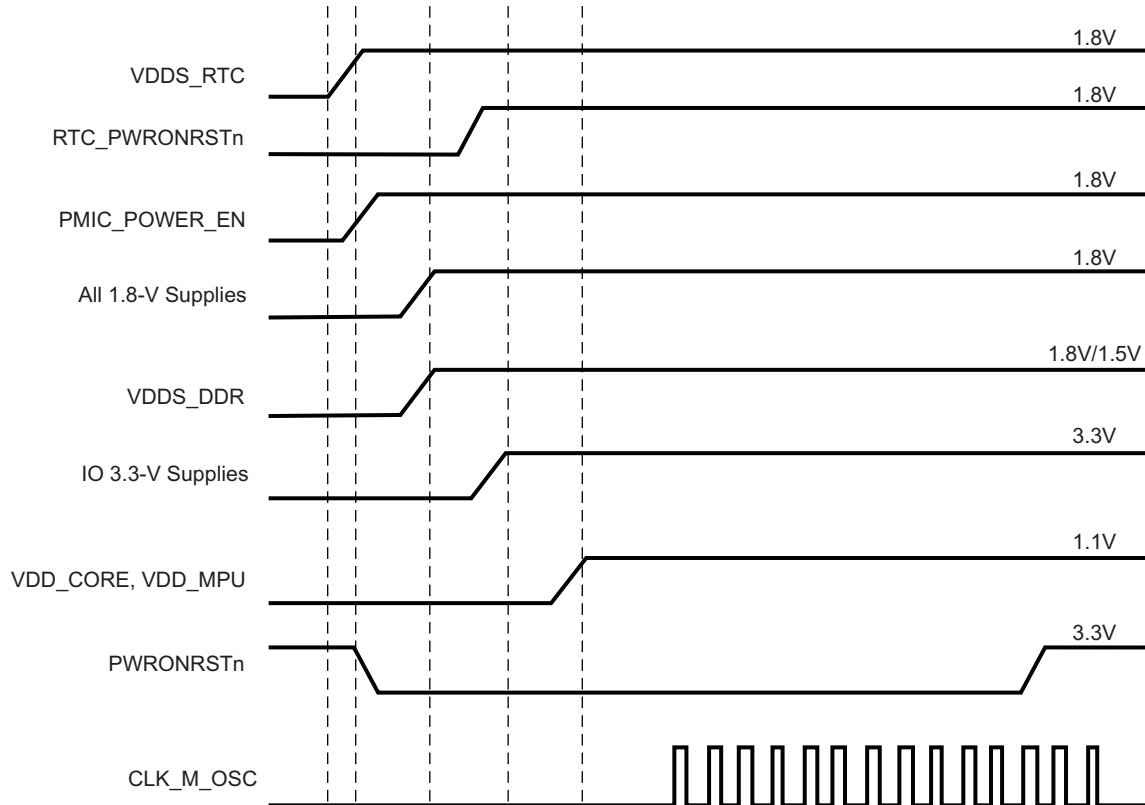 VDDS_RTC 1.8V
RTC_PWRONRSTn 1.8V
PMIC_POWER_EN 1.8V
All 1.8-V Supplies 1.8V
VDDS_DDR 1.8V/1.5V
IO 3.3-V Supplies 3.3V
VDD_CORE, VDD_MPU 1.1V
PWRONRSTn 3.3V
CLK_M_OSC